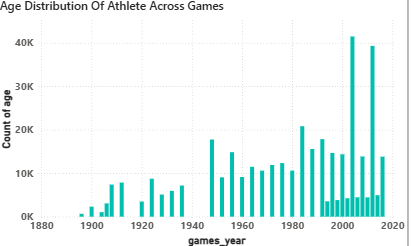 Age Distribution Of Athlete Across Games
40K
30K
20K
10K
0K
Count of age
1880 1900 1920 1940 1960 1980 2000 2020
games_year